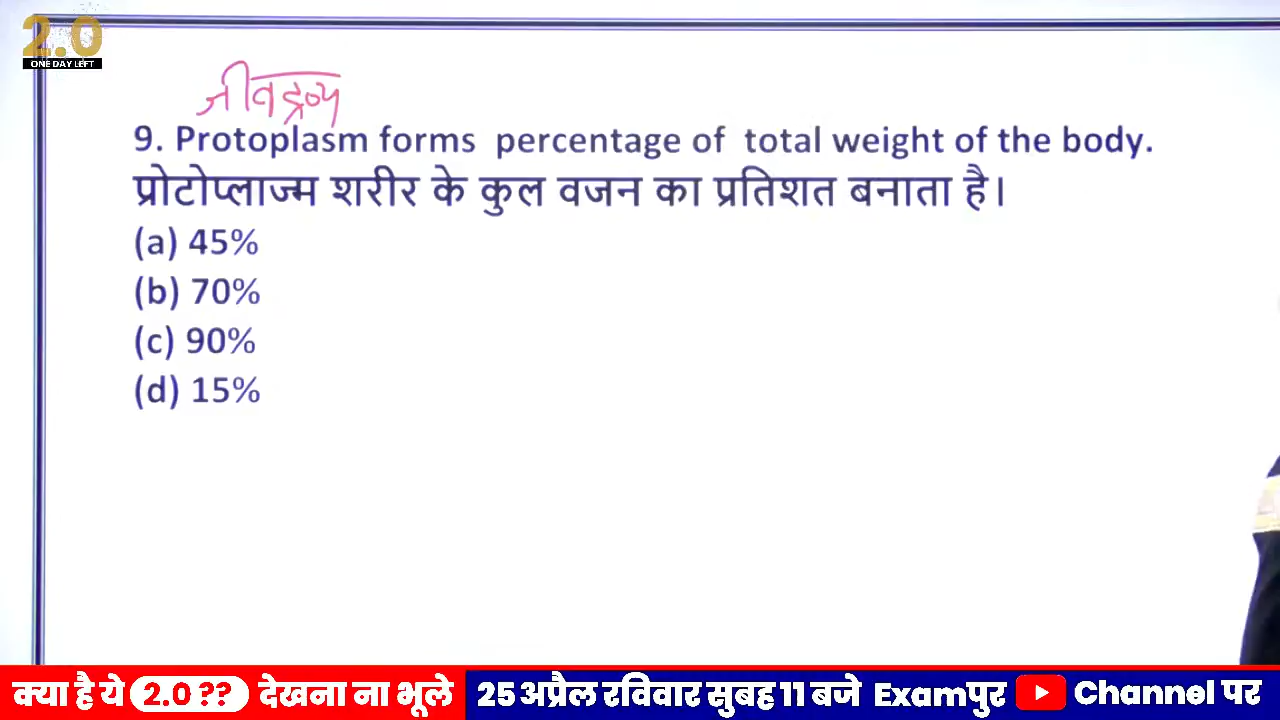 2.0
ONE DAY LEFT
जीवद्रव्य
9. Protoplasm forms percentage of total weight of the body.
प्रोटोप्लाज्म शरीर के कुल वजन का प्रतिशत बनाता है।
(a) 45%
(b) 70%
(c) 90%
(d) 15%
क्या है ये 2.0 ?? देखना ना भूले 25 अप्रैल रविवार सुबह 11 बजे Examपुर Channel पर